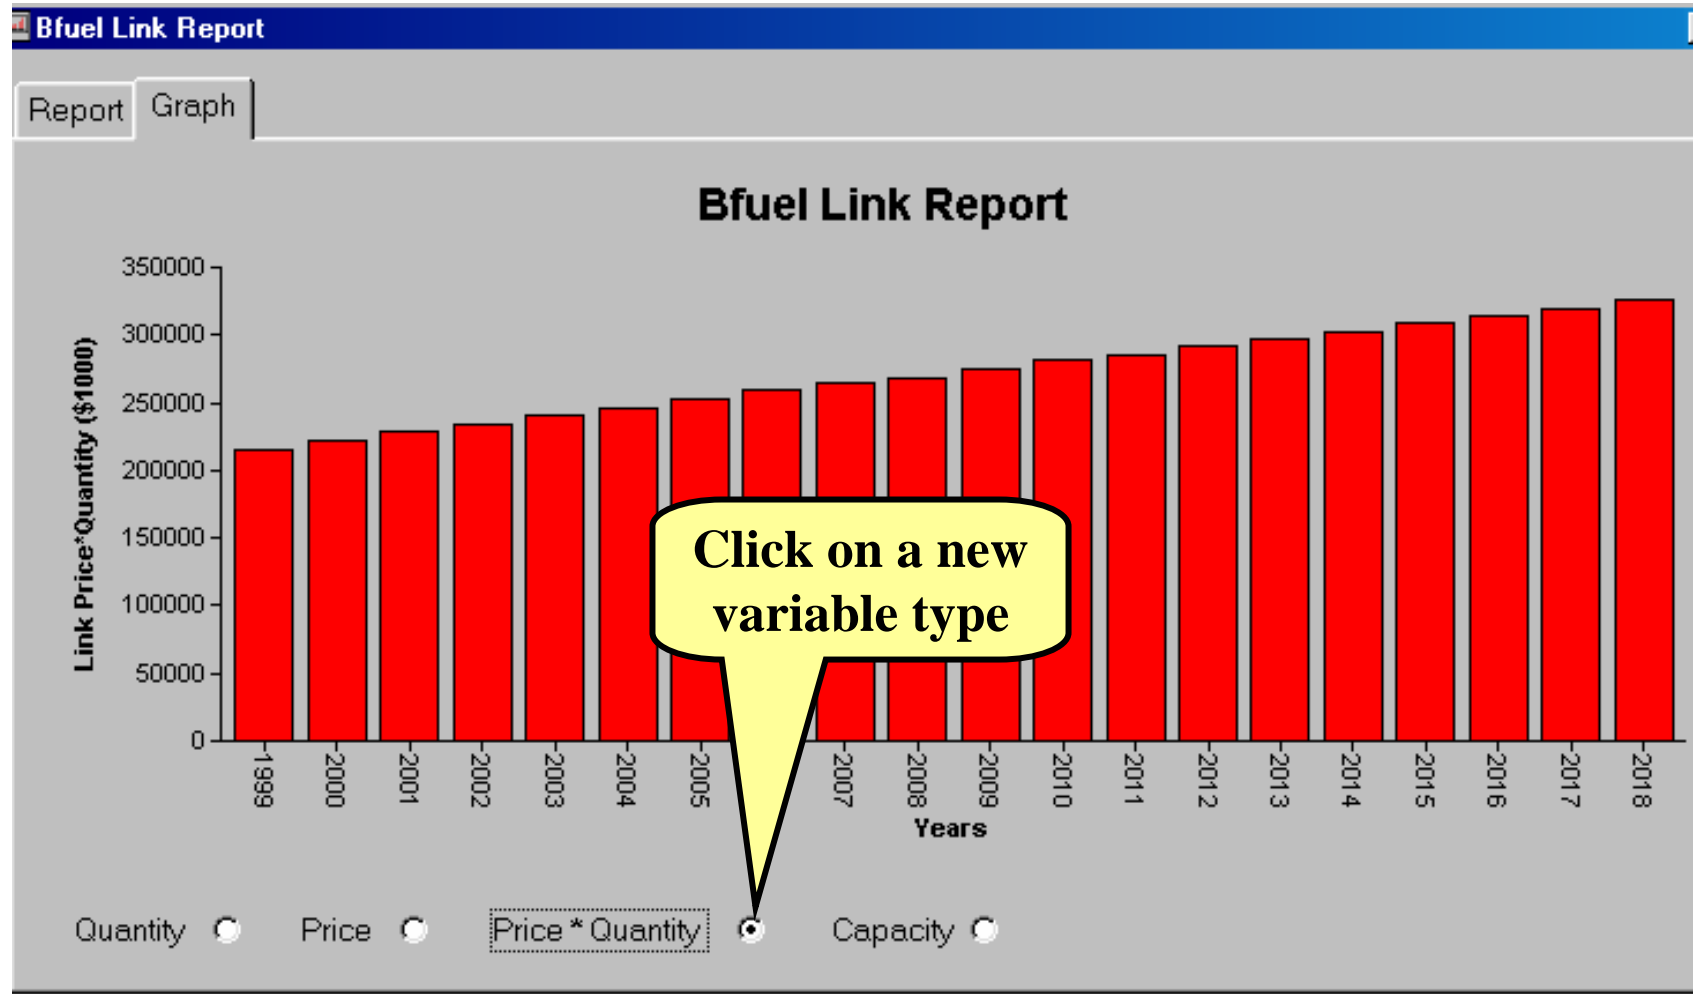 Bfuel Link Report
Report
Graph
Bfuel Link Report
Link Price*Quantity ($1000)
350000
300000
250000
200000
150000
100000
50000
0
Click on a new
variable type
1999
2000
2001
2002
2003
2004
2005
2007
2008
2009
2010
2011
2012
2013
2014
2015
2016
2017
2018
Years
Quantity
Price
Price * Quantity
Capacity